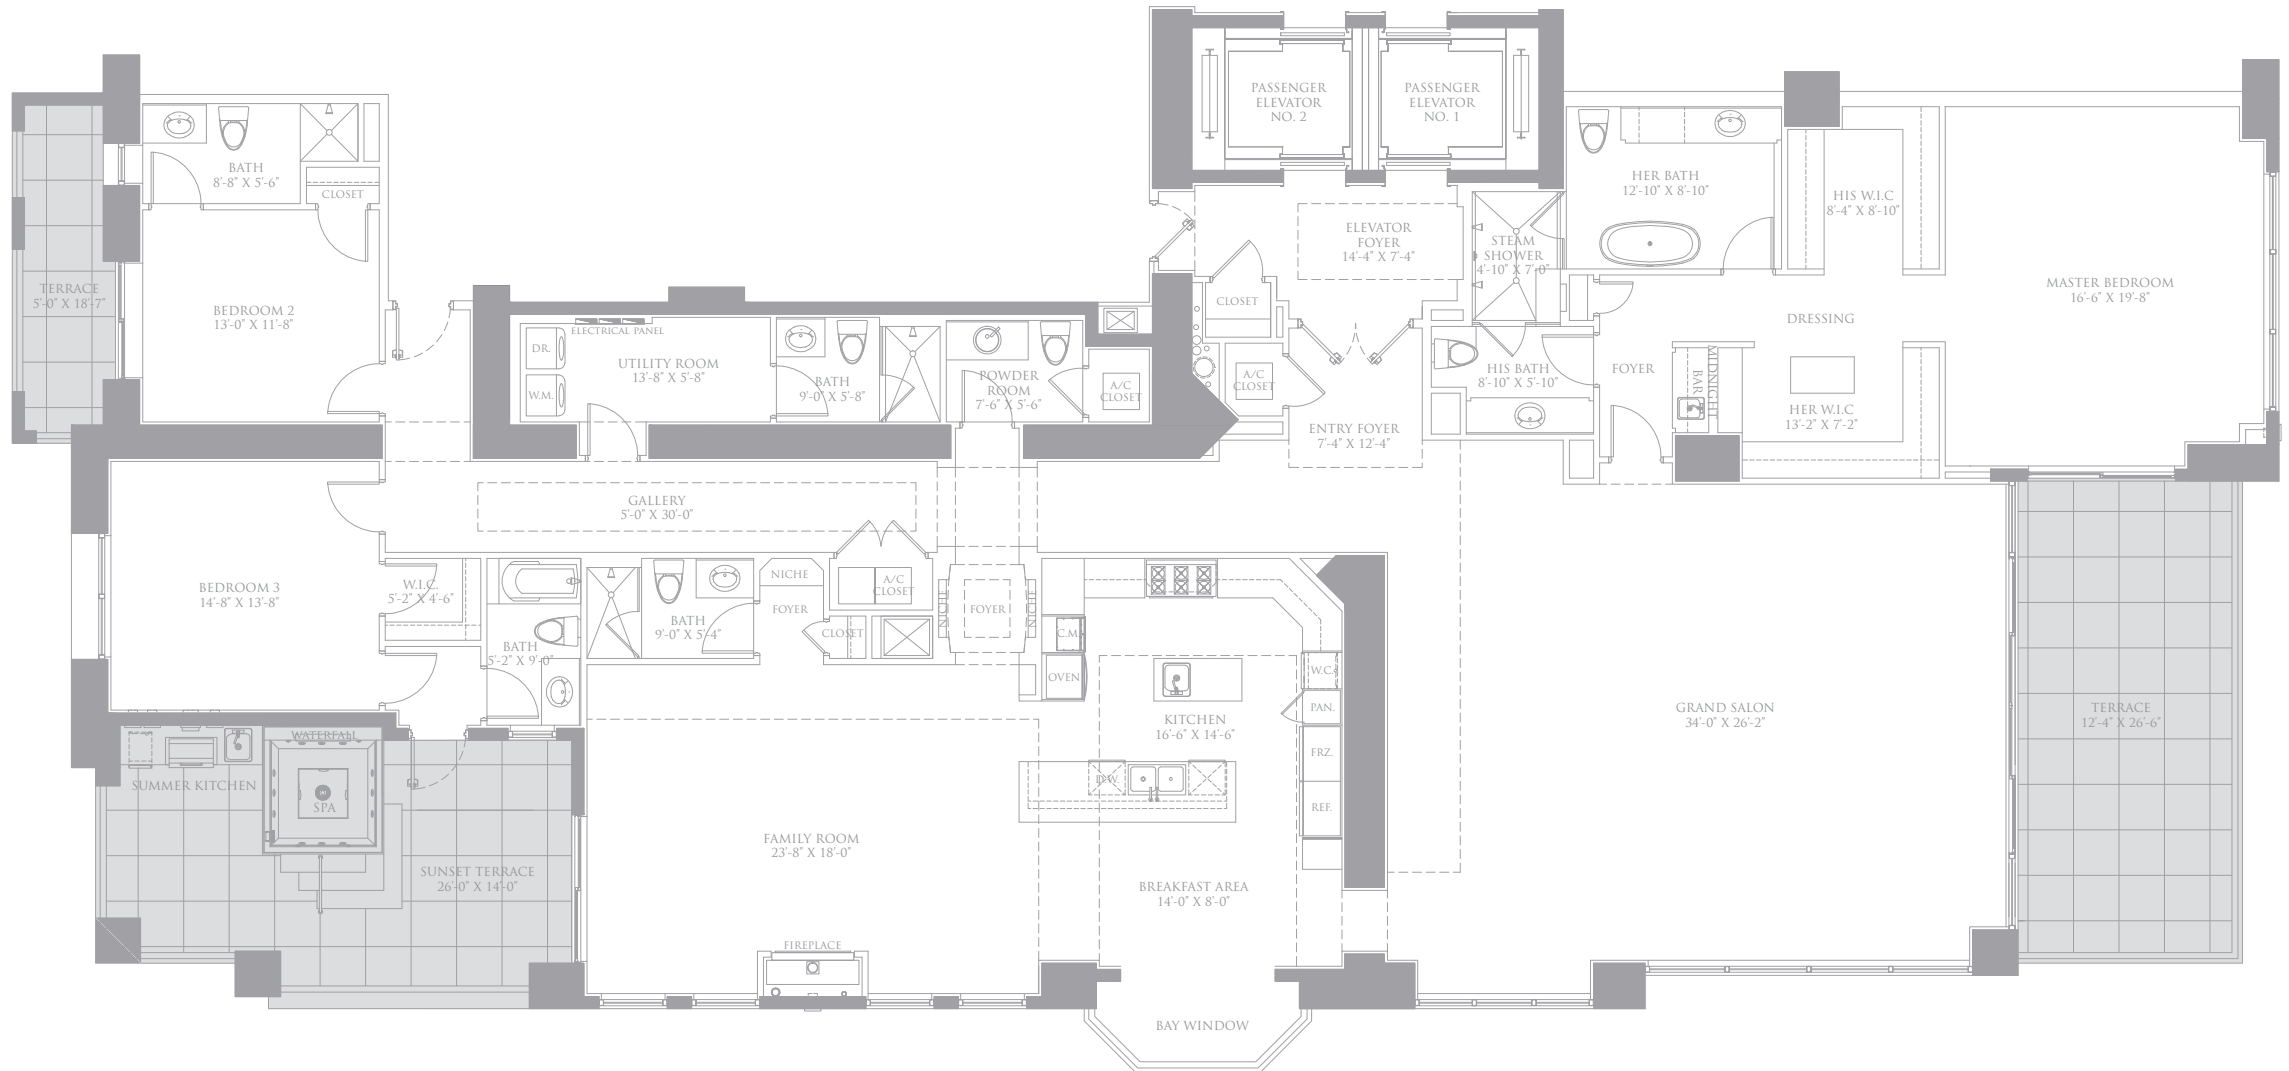 PASSENGER
ELEVATOR
NO. 2
PASSENGER
ELEVATOR
NO. 1
BATH
8'-8" X 5'-6"
CLOSET
HER BATH
12'-10" X 8'-10"
HIS W.I.C
8'-4" X 8'-10"
ELEVATOR
FOYER
14'-4" X 7'-4"
STEAM
SHOWER
4'-10" X 7'-0"
TERRACE
5'-0" X 18'-7"
BEDROOM 2
13'-0" X 11'-8"
MASTER BEDROOM
16'-6" X 19'-8"
CLOSET
DRESSING
ELECTRICAL PANEL
DR.
W.M.
UTILITY ROOM
13'-8" X 5'-8"
BATH
9'-0" X 5'-8"
POWDER
ROOM
7'-6" X 5'-6"
A/C
CLOSET
A/C
CLOSET
HIS BATH
8'-10" X 5'-10"
FOYER
MIDNIGHT
BAR
HER W.I.C
13'-2" X 7'-2"
ENTRY FOYER
7'-4" X 12'-4"
GALLERY
5'-0" X 30'-0"
BEDROOM 3
14'-8" X 13'-8"
W.I.C.
5'-2" X 4'-6"
BATH
5'-2" X 9'-0"
BATH
9'-0" X 5'-4"
NICHE
FOYER
A/C
CLOSET
CLOSET
NICHE
FOYER
NICHE
C.M.
OVEN
W.C.
PAN.
FRZ.
REF.
KITCHEN
16'-6" X 14'-6"
D.W.
GRAND SALON
34'-0" X 26'-2"
TERRACE
12'-4" X 26'-6"
WATERFALL
SUMMER KITCHEN
SPA
SUNSET TERRACE
26'-0" X 14'-0"
FAMILY ROOM
23'-8" X 18'-0"
BREAKFAST AREA
14'-0" X 8'-0"
FIREPLACE
BAY WINDOW